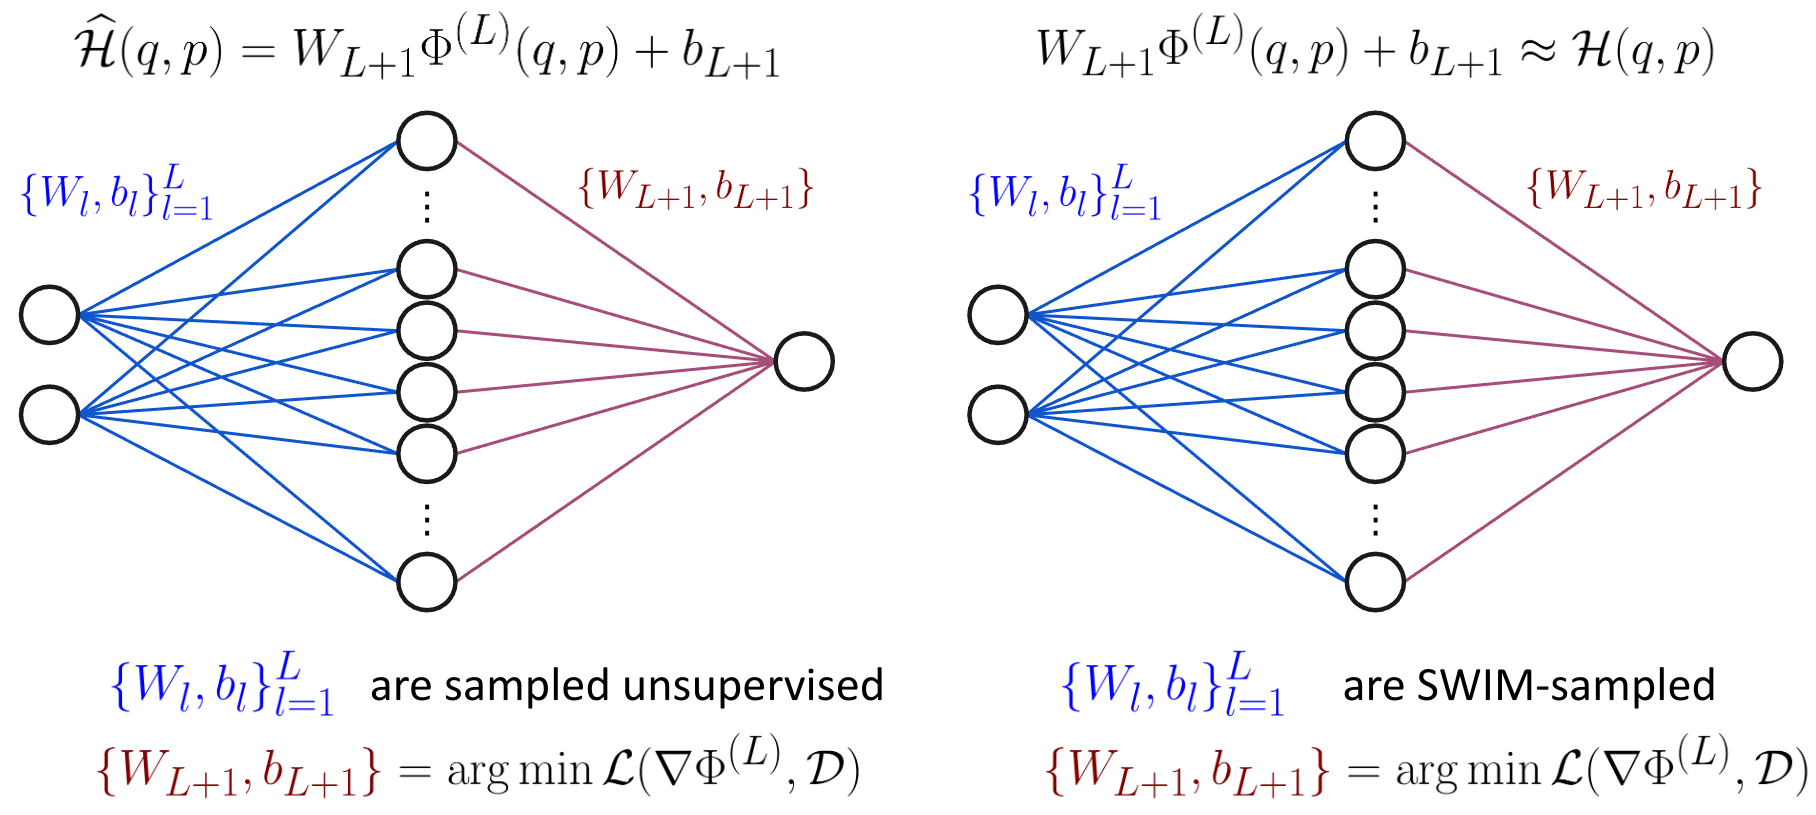 $\widehat{\mathcal{H}}(q, p) = W_{L+1}\Phi^{(L)}(q, p) + b_{L+1}$
$\{W_l, b_l\}_{l=1}^{L}$
$\{W_{L+1}, b_{L+1}\}$
$\{W_l, b_l\}_{l=1}^{L}$ are sampled unsupervised
$\{W_{L+1}, b_{L+1}\} = \arg\min \mathcal{L}(\nabla\Phi^{(L)}, \mathcal{D})$
$W_{L+1}\Phi^{(L)}(q, p) + b_{L+1} \approx \mathcal{H}(q, p)$
$\{W_l, b_l\}_{l=1}^{L}$
$\{W_{L+1}, b_{L+1}\}$
$\{W_l, b_l\}_{l=1}^{L}$ are SWIM-sampled
$\{W_{L+1}, b_{L+1}\} = \arg\min \mathcal{L}(\nabla\Phi^{(L)}, \mathcal{D})$